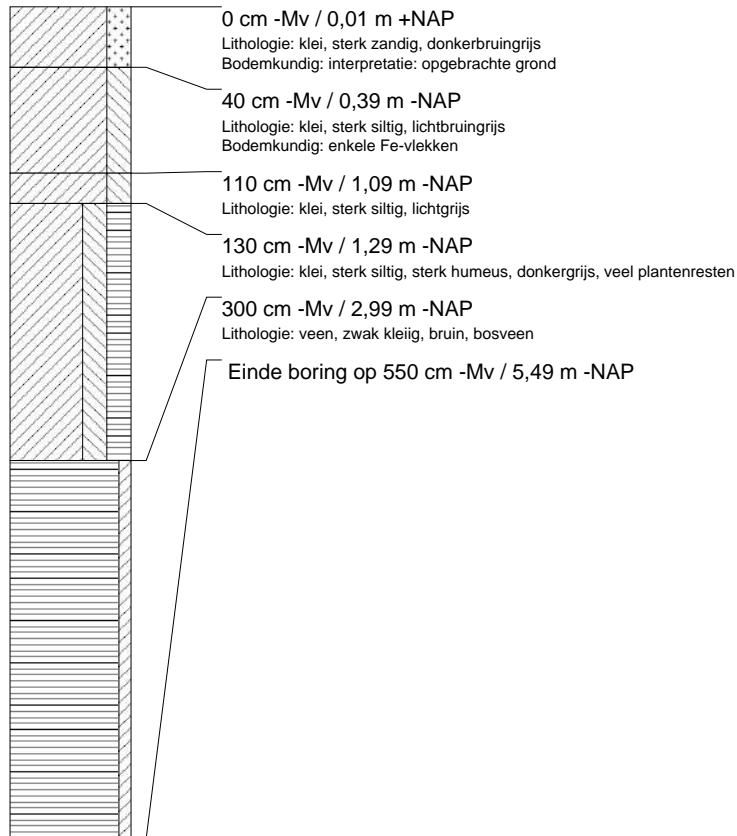 0 cm -Mv / 0,01 m +NAP
Lithologie: klei, sterk zandig, donkerbruingrijs
Bodemkundig: interpretatie: opgebrachte grond
40 cm -Mv / 0,39 m -NAP
Lithologie: klei, sterk siltig, lichtbruingrijs
Bodemkundig: enkele Fe-vlekken
110 cm -Mv / 1,09 m -NAP
Lithologie: klei, sterk siltig, lichtgrijs
130 cm -Mv / 1,29 m -NAP
Lithologie: klei, sterk siltig, sterk humeus, donkergrijs, veel plantenresten
300 cm -Mv / 2,99 m -NAP
Lithologie: veen, zwak kleiig, bruin, bosveen
Einde boring op 550 cm -Mv / 5,49 m -NAP